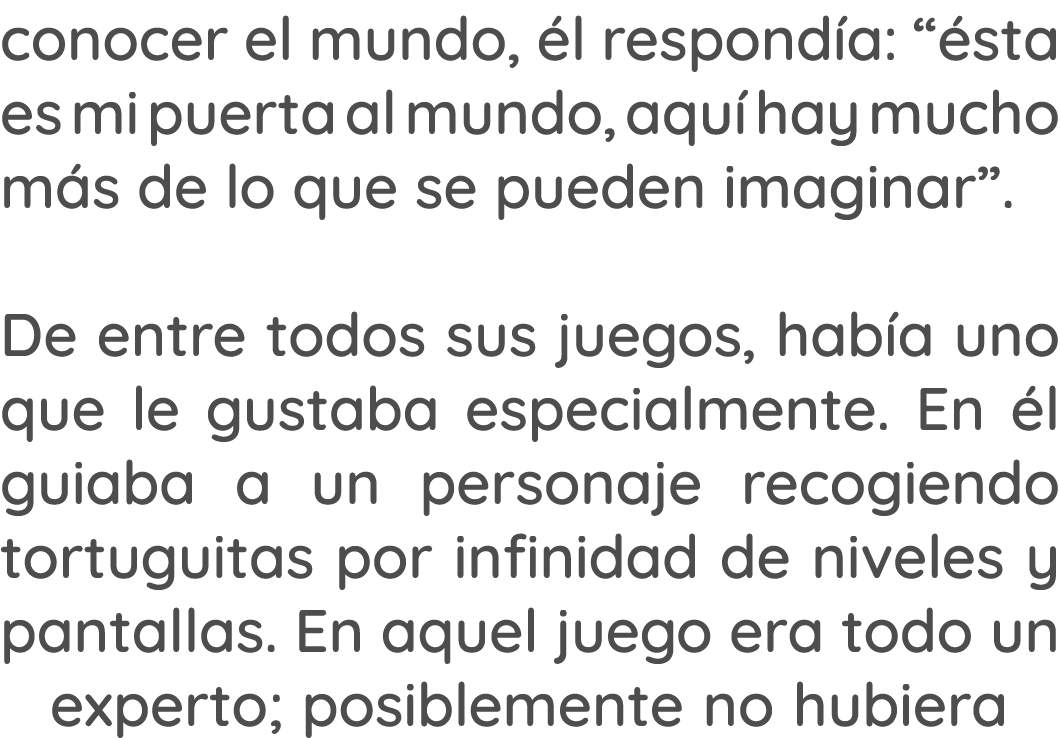 conocer el mundo, él respondía: “ésta
es mi puerta al mundo, aquí hay mucho
más de lo que se pueden imaginar”.
De entre todos sus juegos, había uno
que le gustaba especialmente. En él
guiaba a un personaje recogiendo
tortuguitas por infinidad de niveles y
pantallas. En aquel juego era todo un
experto; posiblemente no hubiera